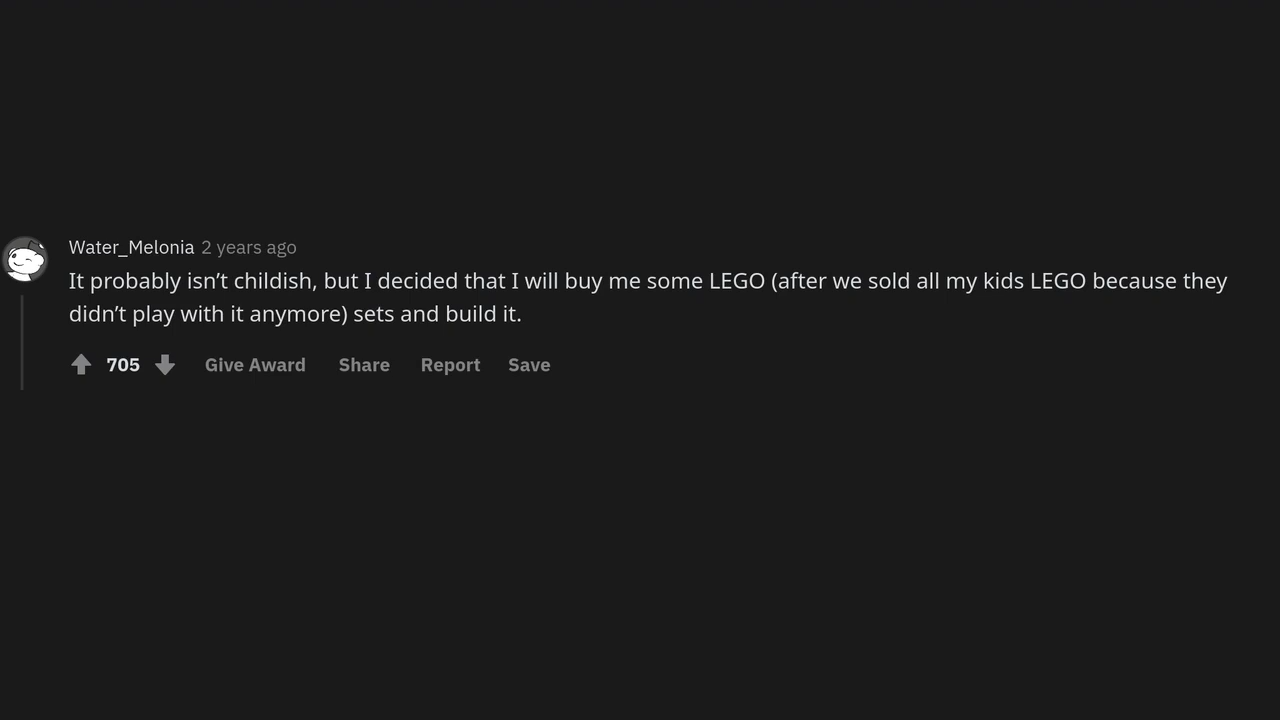 Water_Melonia 2 years ago
It probably isn’t childish, but I decided that I will buy me some LEGO (after we sold all my kids LEGO because they
didn’t play with it anymore) sets and build it.
705 Give Award Share Report Save